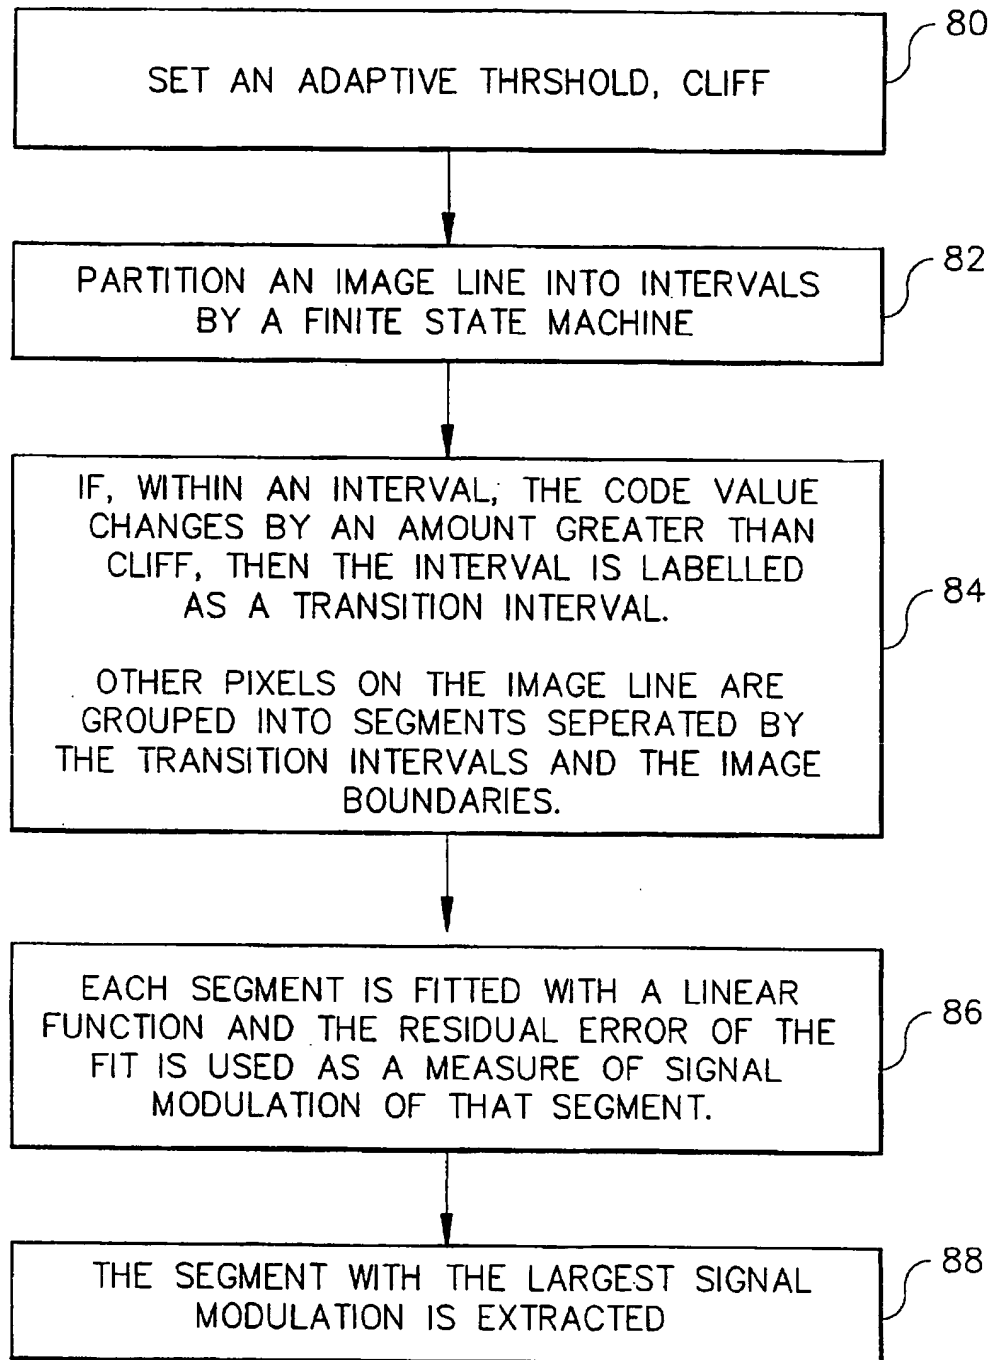 80
SET AN ADAPTIVE THRSHOLD, CLIFF
82
PARTITION AN IMAGE LINE INTO INTERVALS
BY A FINITE STATE MACHINE
IF, WITHIN AN INTERVAL, THE CODE VALUE
CHANGES BY AN AMOUNT GREATER THAN
CLIFF, THEN THE INTERVAL IS LABELLED
AS A TRANSITION INTERVAL.
84
OTHER PIXELS ON THE IMAGE LINE ARE
GROUPED INTO SEGMENTS SEPERATED BY
THE TRANSITION INTERVALS AND THE IMAGE
BOUNDARIES.
EACH SEGMENT IS FITTED WITH A LINEAR
86
FUNCTION AND THE RESIDUAL ERROR OF THE
FIT IS USED AS A MEASURE OF SIGNAL
MODULATION OF THAT SEGMENT.
88
THE SEGMENT WITH THE LARGEST SIGNAL
MODULATION IS EXTRACTED